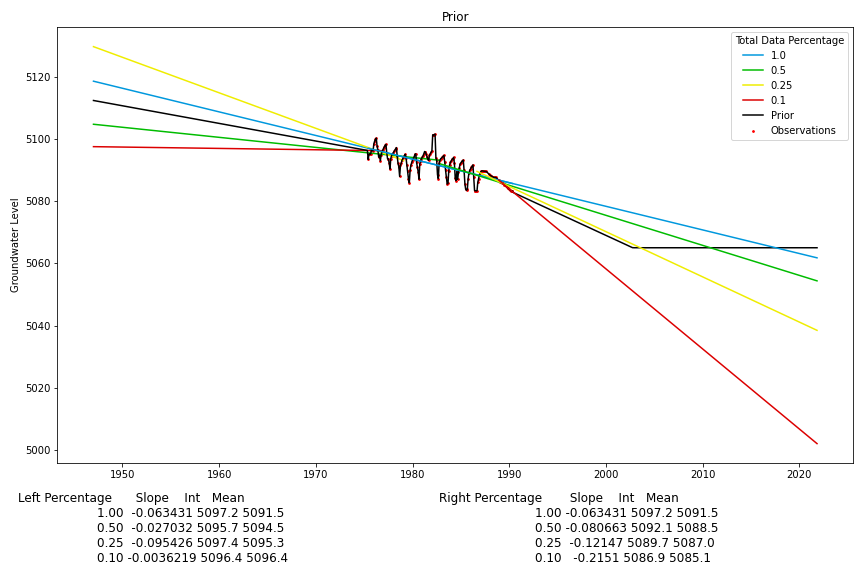 Prior
Total Data Percentage
1.0
0.5
0.25
0.1
Prior
Observations
Groundwater Level
5120
5100
5080
5060
5040
5020
5000
1950 1960 1970 1980 1990 2000 2010 2020
Left Percentage Slope Int Mean
1.00 -0.063431 5097.2 5091.5
0.50 -0.027032 5095.7 5094.5
0.25 -0.095426 5097.4 5095.3
0.10 -0.0036219 5096.4 5096.4
Right Percentage Slope Int Mean
1.00 -0.063431 5097.2 5091.5
0.50 -0.080663 5092.1 5088.5
0.25 -0.12147 5089.7 5087.0
0.10 -0.2151 5086.9 5085.1